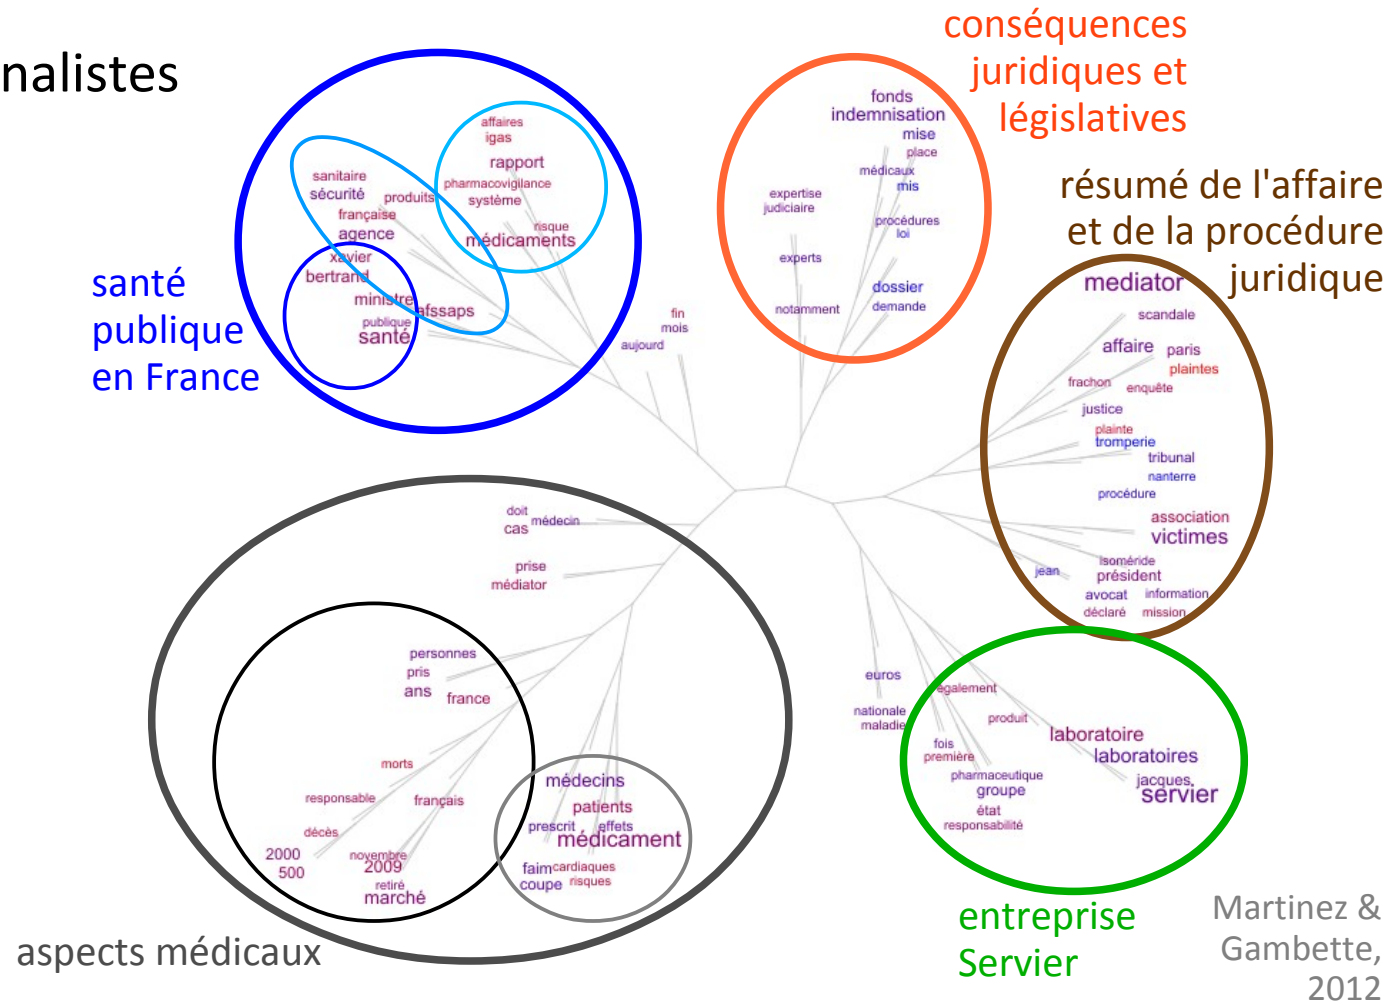 nalistes
conséquences
juridiques et
législatives
résumé de l'affaire
et de la procédure
juridique
santé
publique
en France
affaires
igas
rapport
pharmacovigilance
système
risque
médicaments
sanitaire
sécurité
produits
française
agence
xavier
bertrand
ministre
afssaps
publique
santé
fin
mois
aujourd
fonds
indemnisation
mise
place
médicaux
mis
expertise
judiciaire
procédures
loi
experts
dossier
notamment
demande
mediator
scandale
affaire
paris
plaintes
frachon
enquête
justice
plainte
tromperie
tribunal
nanterre
procédure
association
victimes
isoméride
jean
président
avocat
information
déclaré
mission
doit
médecin
cas
prise
médiator
personnes
pris
ans
france
morts
responsable
français
décès
2000
500
novembre
2009
retiré
marché
médecins
patients
prescrit
effets
médicament
faim
cardiaques
coupe
risques
euros
nationale
maladie
également
produit
laboratoire
laboratoires
fois
première
pharmaceutique
groupe
jacques
servier
état
responsabilité
aspects médicaux
entreprise
Servier
Martinez &
Gambette,
2012